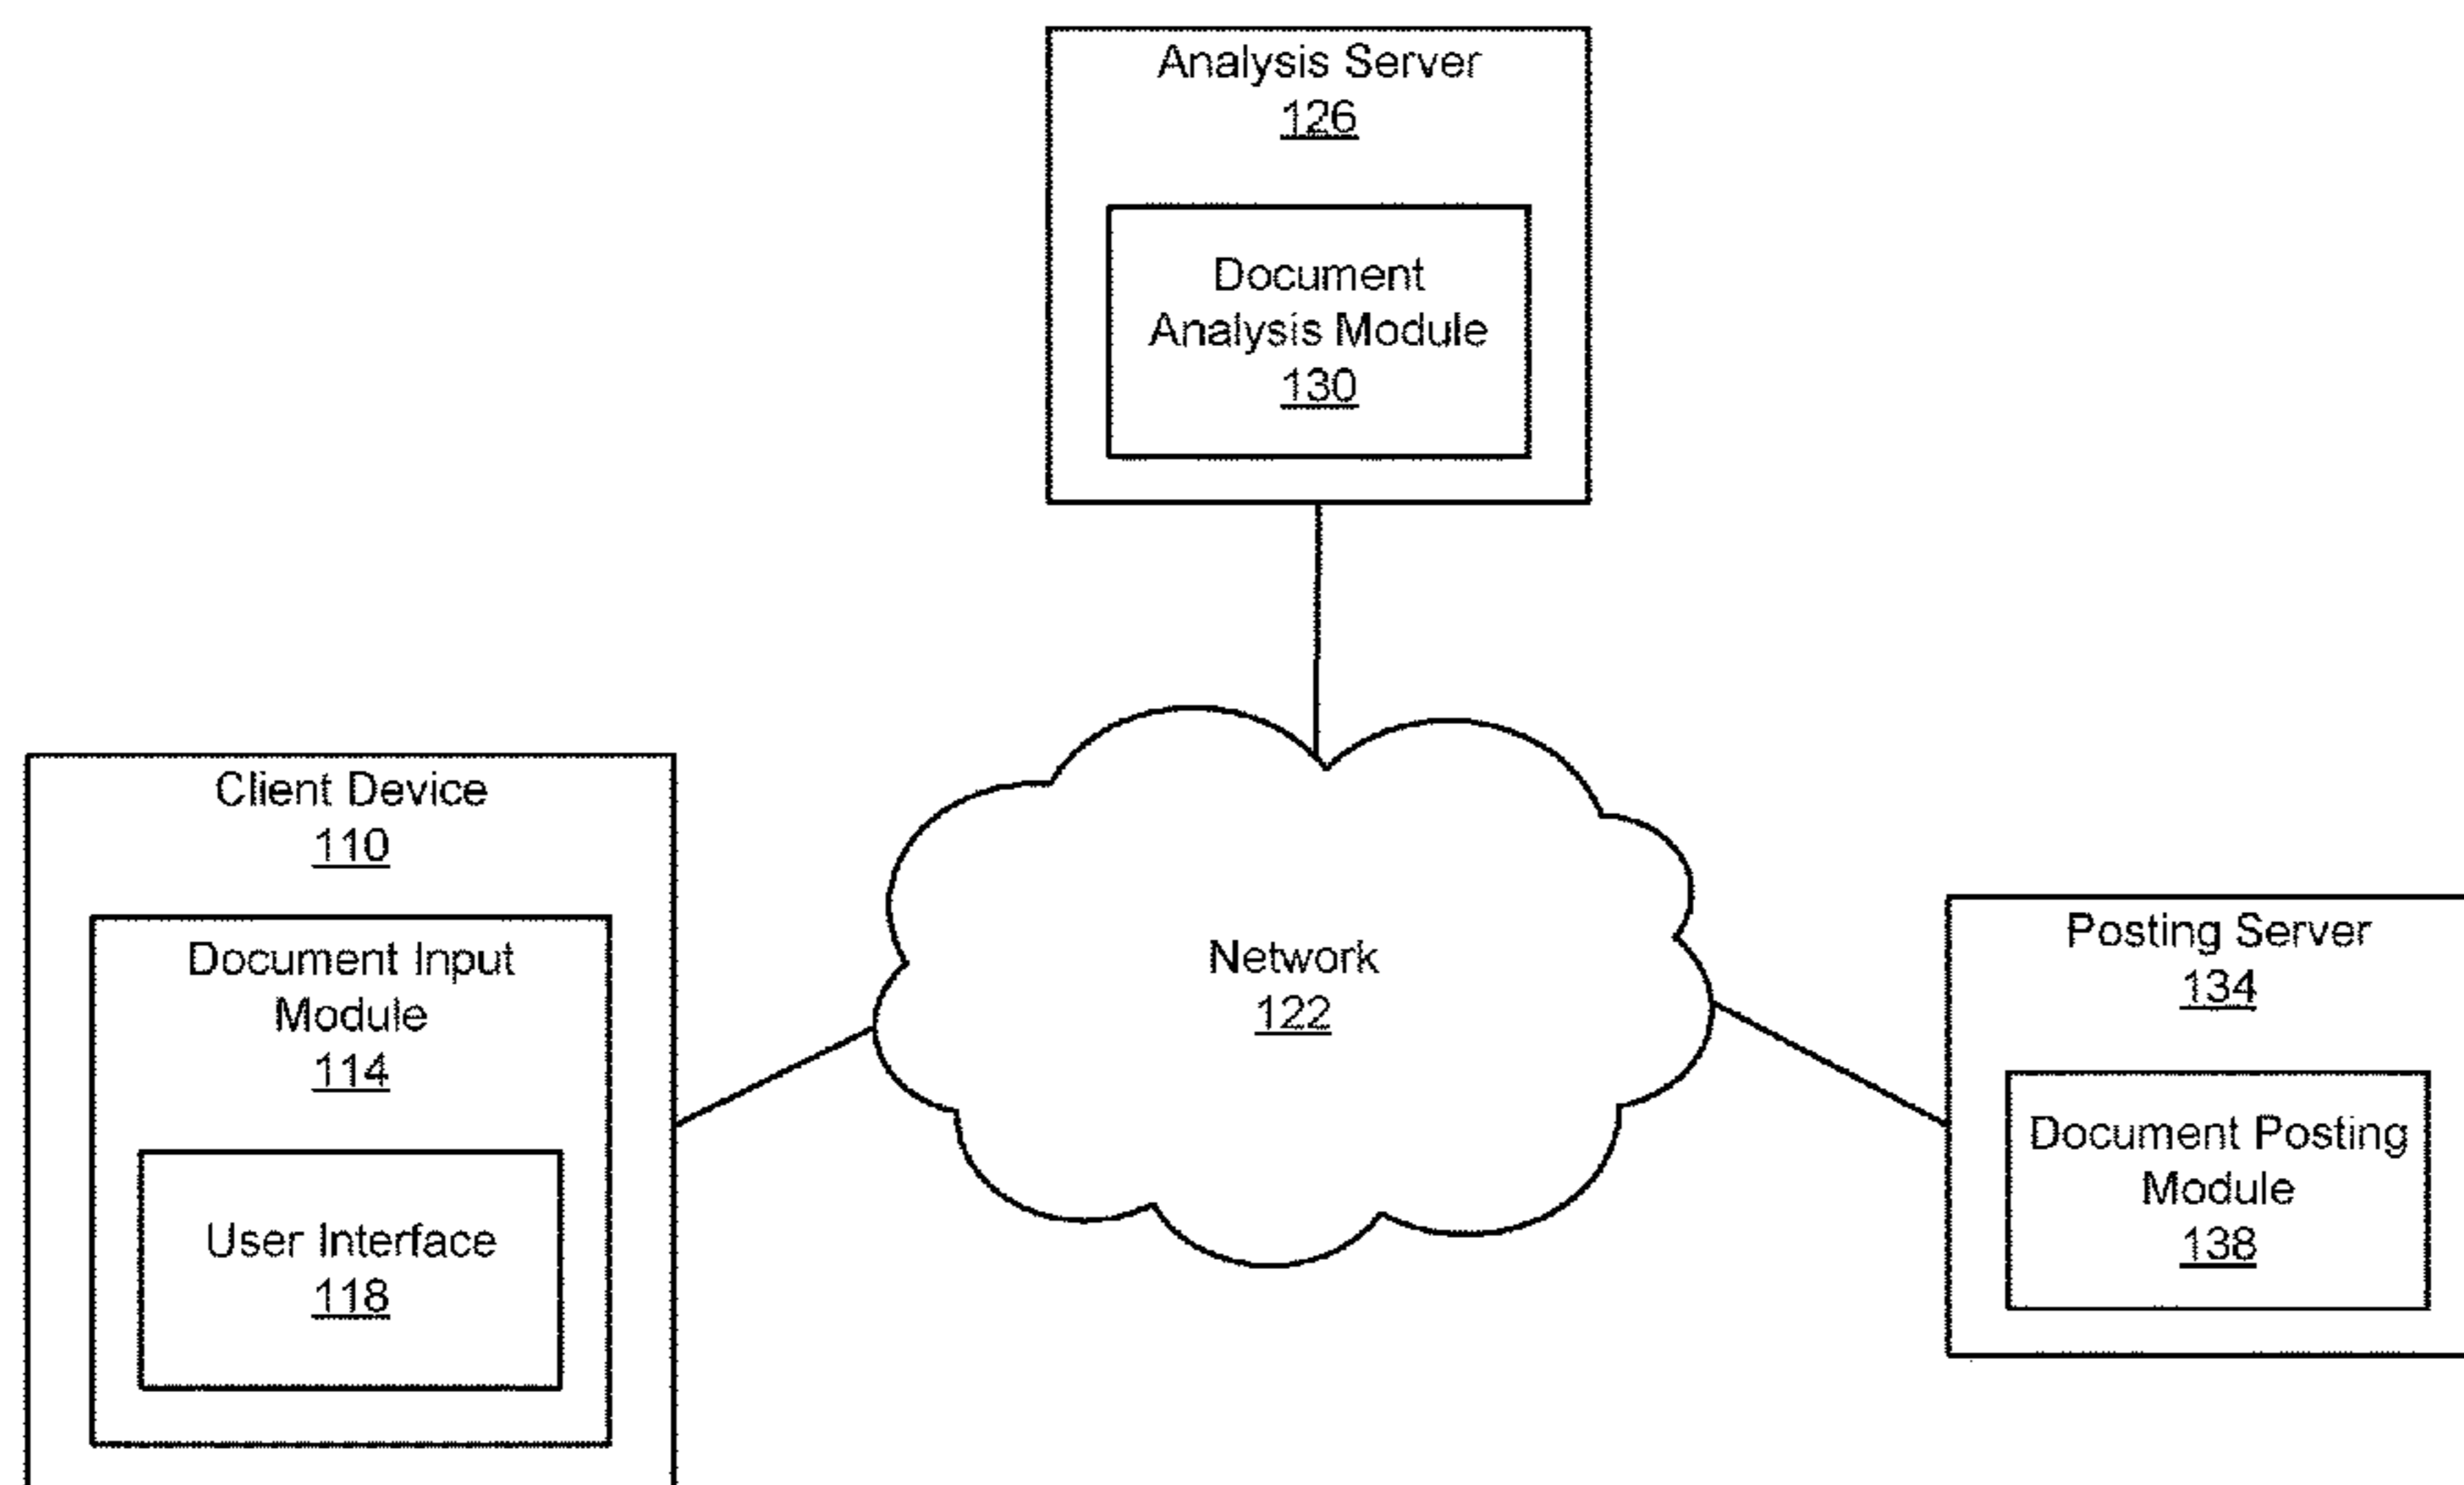 Analysis Server
126
Document
Analysis Module
130
Client Device
110
Document Input
Module
114
User Interface
118
Network
122
Posting Server
134
Document Posting
Module
138